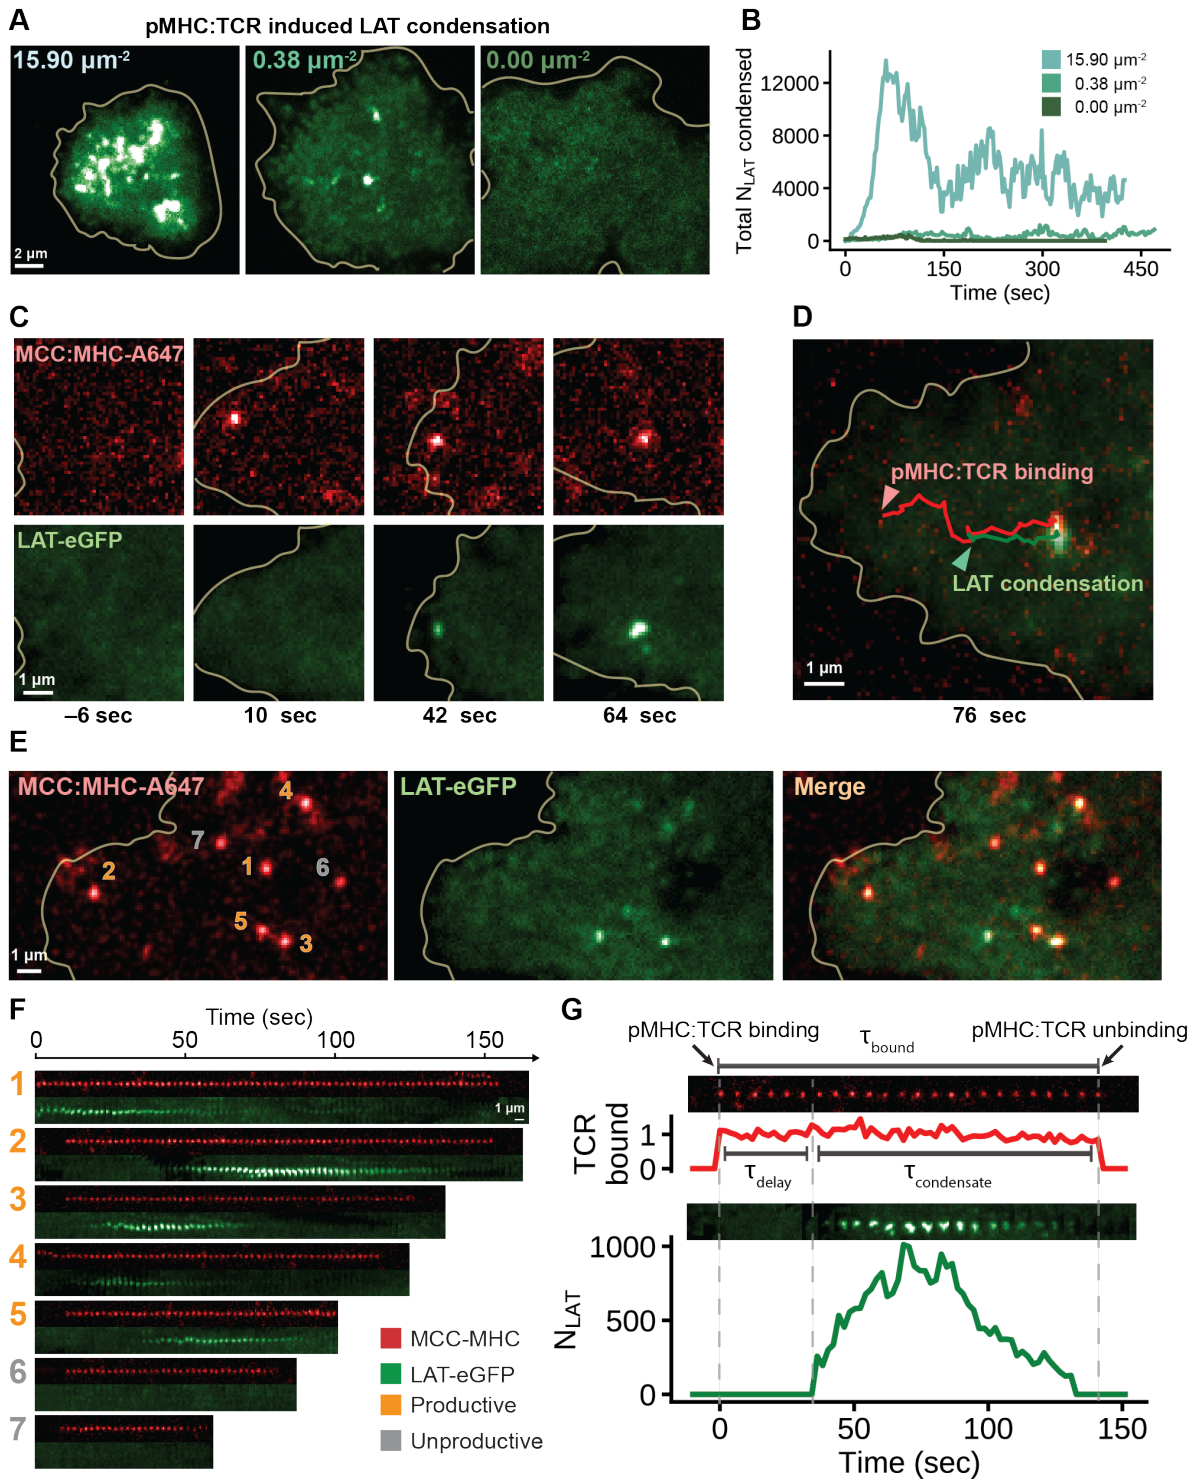 A
pMHC:TCR induced LAT condensation
15.90 µm-2
0.38 µm-2
0.00 µm-2
2 µm
B
Total NLAT condensed
12000
8000
4000
0
15.90 µm-2
0.38 µm-2
0.00 µm-2
0 150 300 450
Time (sec)
C
MCC:MHC-A647
LAT-eGFP
1 µm
–6 sec
10 sec
42 sec
64 sec
D
pMHC:TCR binding
LAT condensation
1 µm
76 sec
E
MCC:MHC-A647
4
7
1
6
2
5
3
1 µm
LAT-eGFP
Merge
F
Time (sec)
0 50 100 150
1
1 µm
2
3
4
5
6
7
MCC-MHC
LAT-eGFP
Productive
Unproductive
G
pMHC:TCR binding
τbound
pMHC:TCR unbinding
TCR
bound
1
0
τdelay
τcondensate
NLAT
1000
500
0
0 50 100 150
Time (sec)